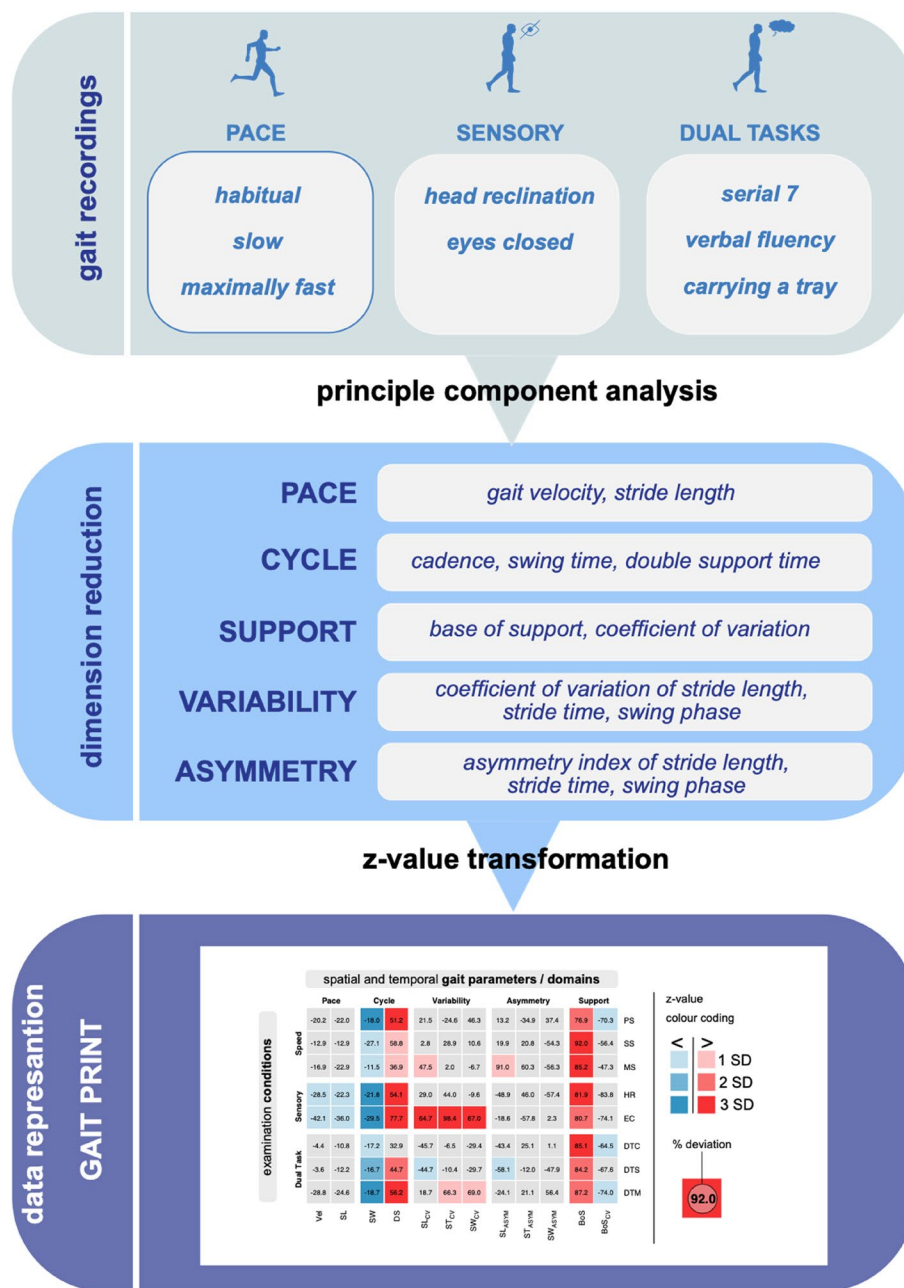 gait recordings
PACE
SENSORY
DUAL TASKS
habitual
slow
maximally fast
head reclination
eyes closed
serial 7
verbal fluency
carrying a tray
principle component analysis
dimension reduction
PACE
gait velocity, stride length
CYCLE
cadence, swing time, double support time
SUPPORT
base of support, coefficient of variation
VARIABILITY
coefficient of variation of stride length,
stride time, swing phase
ASYMMETRY
asymmetry index of stride length,
stride time, swing phase
z-value transformation
data represantion
GAIT PRINT
spatial and temporal gait parameters / domains
Pace Cycle Variability Asymmetry Support
examination conditions
Speed
-20.2 -22.0 -18.0 51.2 21.5 -24.6 46.3 13.2 -34.9 37.4 76.9 -70.3 PS
-12.9 -12.9 -27.1 58.8 2.8 28.9 10.6 19.9 20.8 -54.3 92.0 -56.4 SS
-16.9 -22.9 -11.5 36.9 47.5 2.0 -6.7 91.0 60.3 -56.3 85.2 -47.3 MS
Sensory
-28.5 -22.3 -21.8 54.1 29.0 44.0 -9.6 -48.9 46.0 -57.4 81.9 -83.8 HR
-42.1 -36.0 -29.5 77.7 84.7 98.4 67.0 -18.6 -57.8 2.3 80.7 -74.1 EC
Dual Task
-4.4 -10.8 -17.2 32.9 -45.7 -6.5 -29.4 -43.4 25.1 1.1 85.1 -64.5 DTC
-3.6 -12.2 -16.7 44.7 -44.7 -10.4 -29.7 -58.1 -12.0 -47.9 84.2 -67.6 DTS
-28.8 -24.6 -18.7 56.2 18.7 66.3 69.0 -24.1 21.1 56.4 87.2 -74.0 DTM
Vel SL SW DS SLCV STCV SWCV SLASYM STASYM SWASYM BoS BoSCV
z-value
colour coding
< >
1 SD
2 SD
3 SD
% deviation
92.0